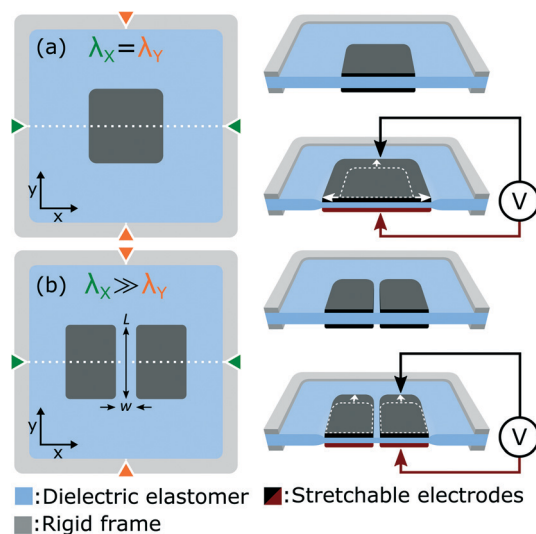 (a) λX=λY
y
x
V
(b) λX≫λY
L
w
y
x
V
:Dielectric elastomer :Stretchable electrodes
:Rigid frame